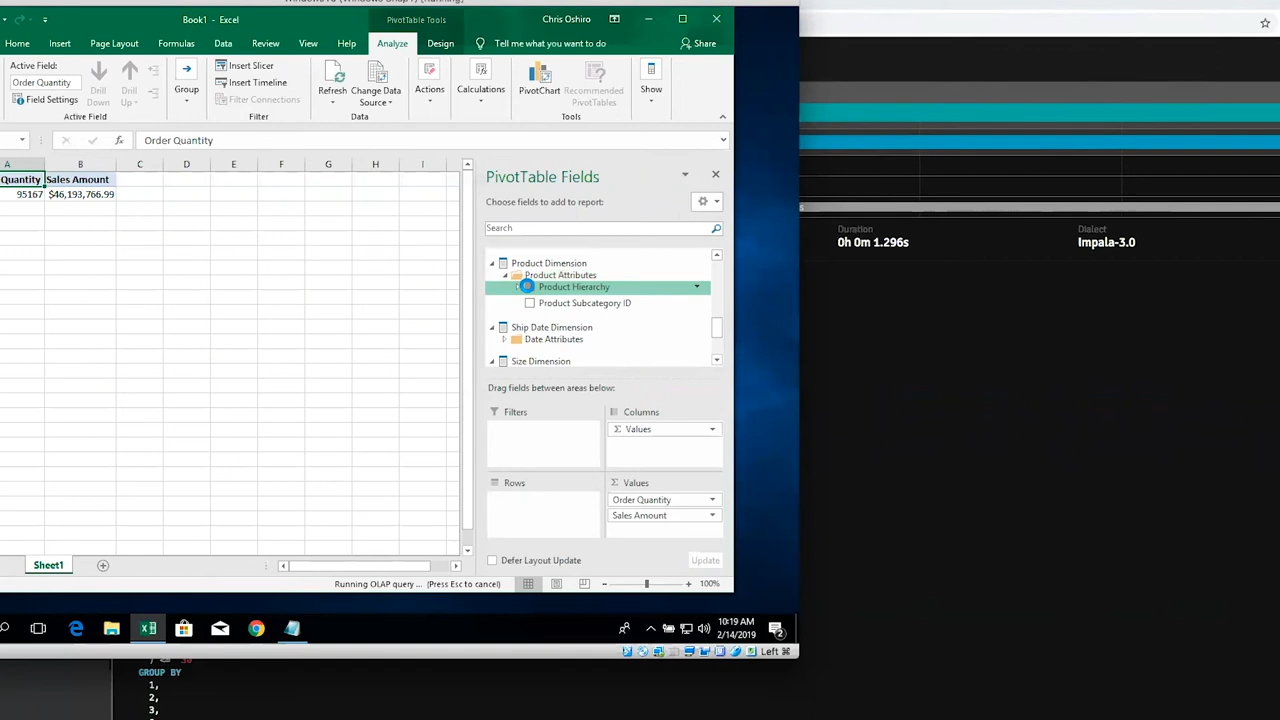 Book1 - Excel
PivotTable Tools
Chris Oshiro
Home Insert Page Layout Formulas Data Review View Help Analyze Design Tell me what you want to do Share
Active Field:
Order Quantity
Field Settings
Drill Down
Drill Up
Active Field
Group
Insert Slicer
Insert Timeline
Filter Connections
Filter
Refresh
Change Data Source
Data
Actions
Calculations
PivotChart
Recommended PivotTables
Tools
Show
fx Order Quantity
A B C D E F G H I
Quantity Sales Amount
95167 $46,193,766.99
PivotTable Fields
Choose fields to add to report:
Search
Product Dimension
Product Attributes
Product Hierarchy
Product Subcategory ID
Ship Date Dimension
Date Attributes
Size Dimension
Drag fields between areas below:
Filters
Columns
Σ Values
Rows
Σ Values
Order Quantity
Sales Amount
Defer Layout Update
Update
Sheet1
Running OLAP query ... (Press Esc to cancel)
100%
10:19 AM
2/14/2019
2
Left ⌘
Duration
0h 0m 1.296s
Dialect
Impala-3.0
GROUP BY
1,
2,
3,